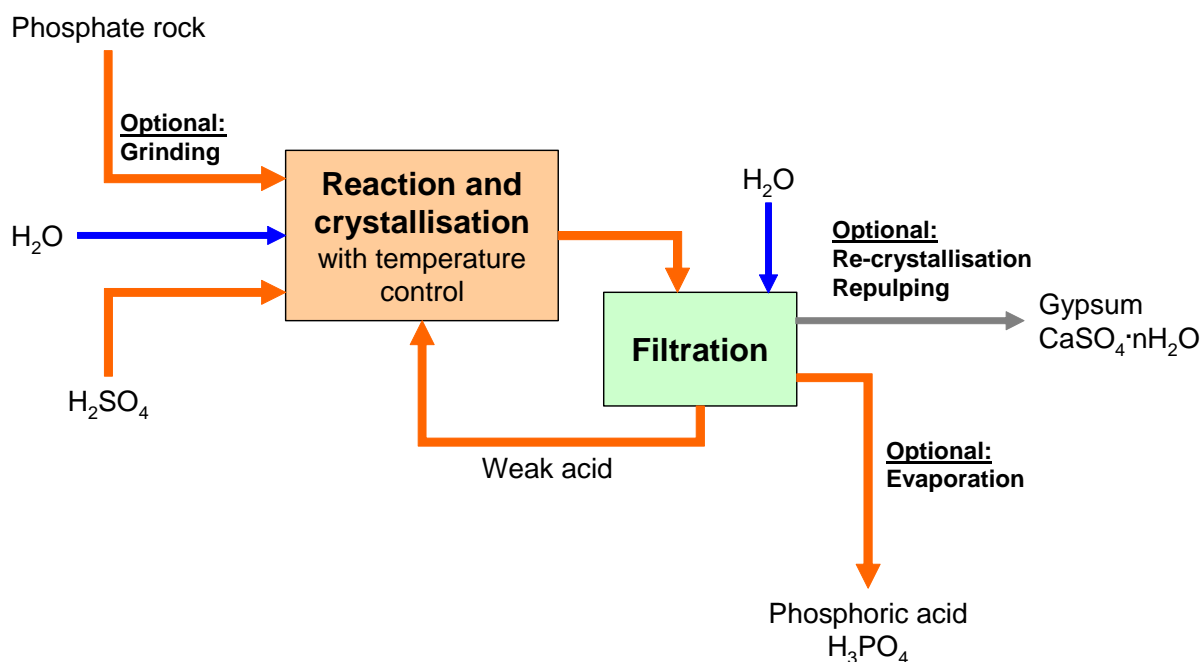 Phosphate rock
Optional:
Grinding
H₂O
H₂SO₄
Reaction and
crystallisation
with temperature
control
H₂O
Filtration
Weak acid
Optional:
Re-crystallisation
Repulping
Gypsum
CaSO₄·nH₂O
Optional:
Evaporation
Phosphoric acid
H₃PO₄